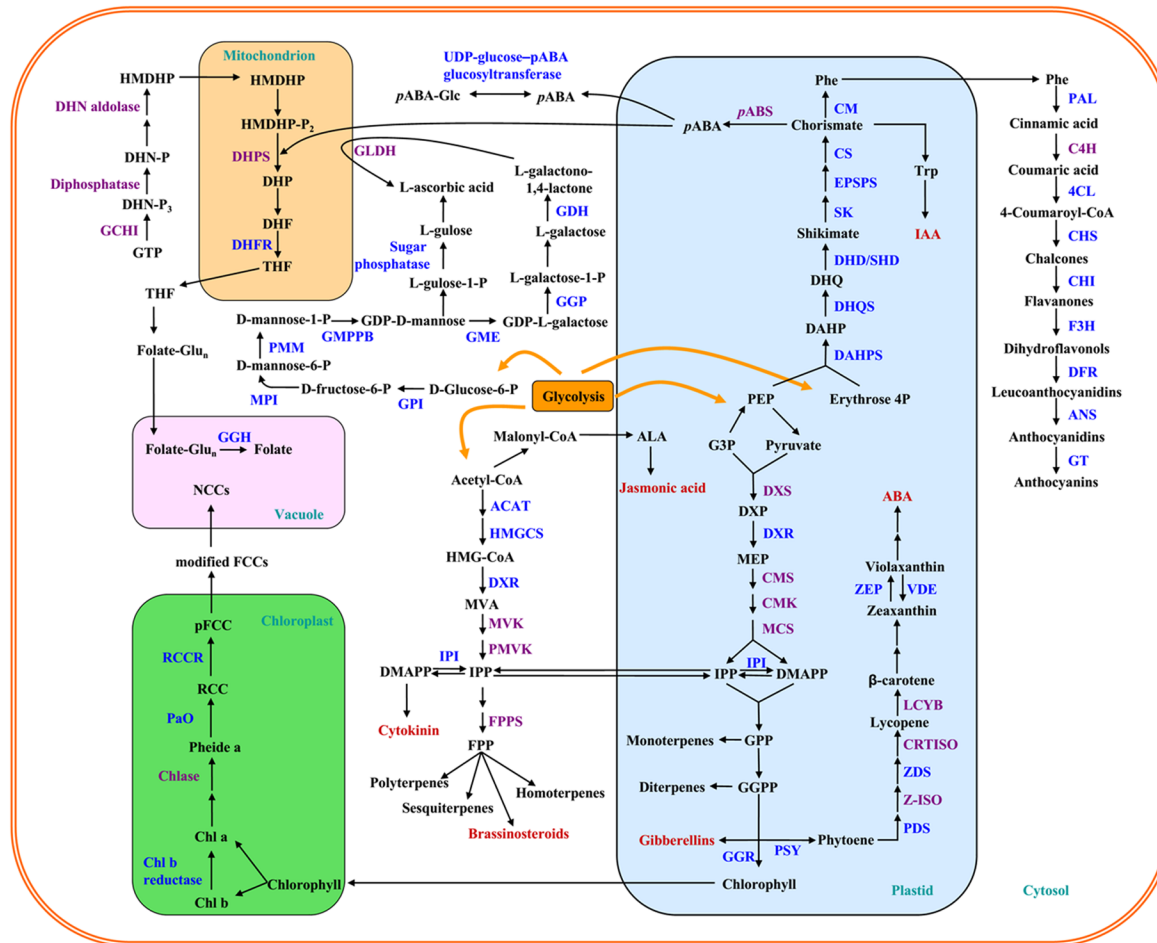 Mitochondrion
HMDHP
DHN aldolase
DHN-P
Diphosphatase
DHN-P3
GCHI
GTP
HMDHP
HMDHP-P2
DHPS
DHP
DHF
DHFR
THF
THF
Folate-Glun
UDP-glucose–pABA
glucosyltransferase
pABA-Glc
pABA
GLDH
L-ascorbic acid
L-gulose
Sugar
phosphatase
L-gulose-1-P
L-galactono-
1,4-lactone
GDH
L-galactose
L-galactose-1-P
GGP
D-mannose-1-P
GMPPB
GDP-D-mannose
GME
GDP-L-galactose
PMM
D-mannose-6-P
MPI
D-fructose-6-P
GPI
D-Glucose-6-P
Glycolysis
Folate-Glun
GGH
Folate
NCCs
Vacuole
modified FCCs
Chloroplast
pFCC
RCCR
RCC
PaO
Pheide a
Chlase
Chl a
Chl b
reductase
Chl b
Chlorophyll
Malonyl-CoA
ALA
Jasmonic acid
Acetyl-CoA
ACAT
HMGCS
HMG-CoA
DXR
MVA
MVK
PMVK
DMAPP
IPI
IPP
Cytokinin
FPPS
FPP
Polyterpenes
Sesquiterpenes
Homoterpenes
Brassinosteroids
Phe
CM
pABA
pABS
Chorismate
CS
EPSPS
SK
Shikimate
DHD/SHD
DHQ
DHQS
DAHP
DAHPS
Trp
IAA
PEP
Erythrose 4P
G3P
Pyruvate
DXS
DXP
DXR
MEP
CMS
CMK
MCS
IPP
IPI
DMAPP
Monoterpenes
GPP
Diterpenes
GGPP
Gibberellins
GGR
PSY
Phytoene
Chlorophyll
ABA
Violaxanthin
ZEP
VDE
Zeaxanthin
β-carotene
LCYB
Lycopene
CRTISO
ZDS
Z-ISO
PDS
Plastid
Phe
PAL
Cinnamic acid
C4H
Coumaric acid
4CL
4-Coumaroyl-CoA
CHS
Chalcones
CHI
Flavanones
F3H
Dihydroflavonols
DFR
Leucoanthocyanidins
ANS
Anthocyanidins
GT
Anthocyanins
Cytosol